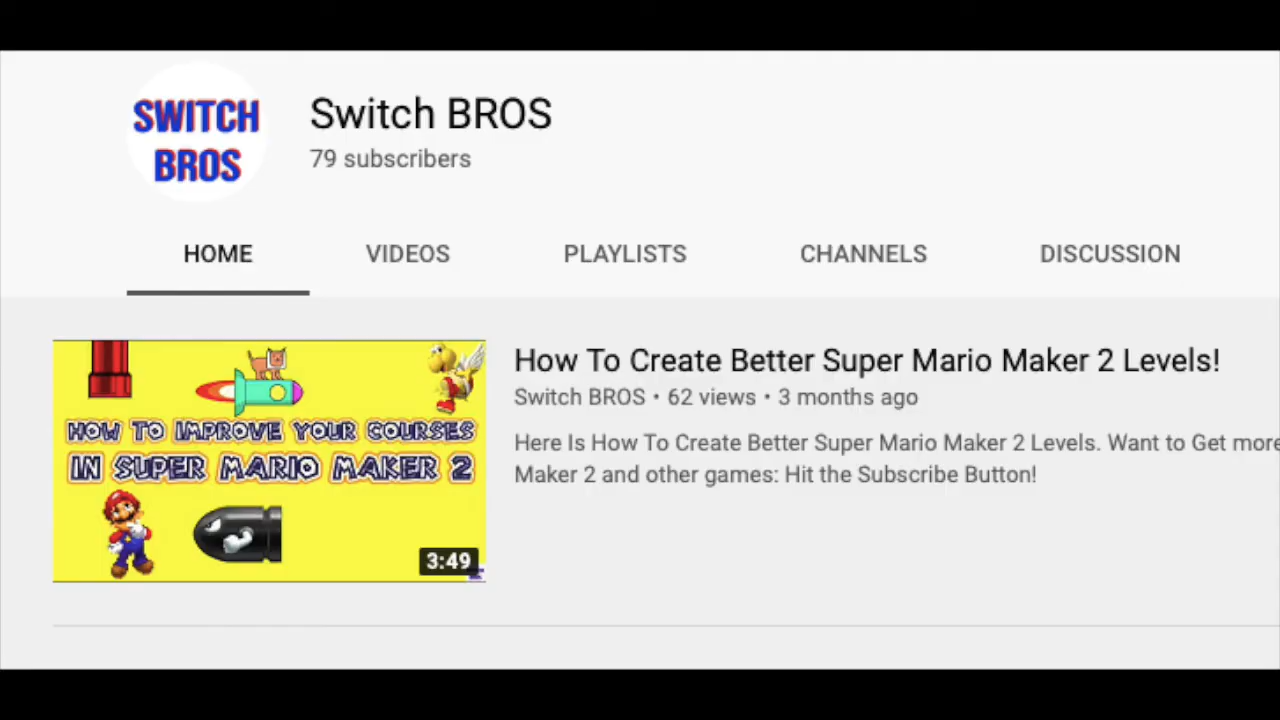 SWITCH
BROS
Switch BROS
79 subscribers
HOME
VIDEOS
PLAYLISTS
CHANNELS
DISCUSSION
HOW TO IMPROVE YOUR COURSES
IN SUPER MARIO MAKER 2
3:49
How To Create Better Super Mario Maker 2 Levels!
Switch BROS • 62 views • 3 months ago
Here Is How To Create Better Super Mario Maker 2 Levels. Want to Get more
Maker 2 and other games: Hit the Subscribe Button!